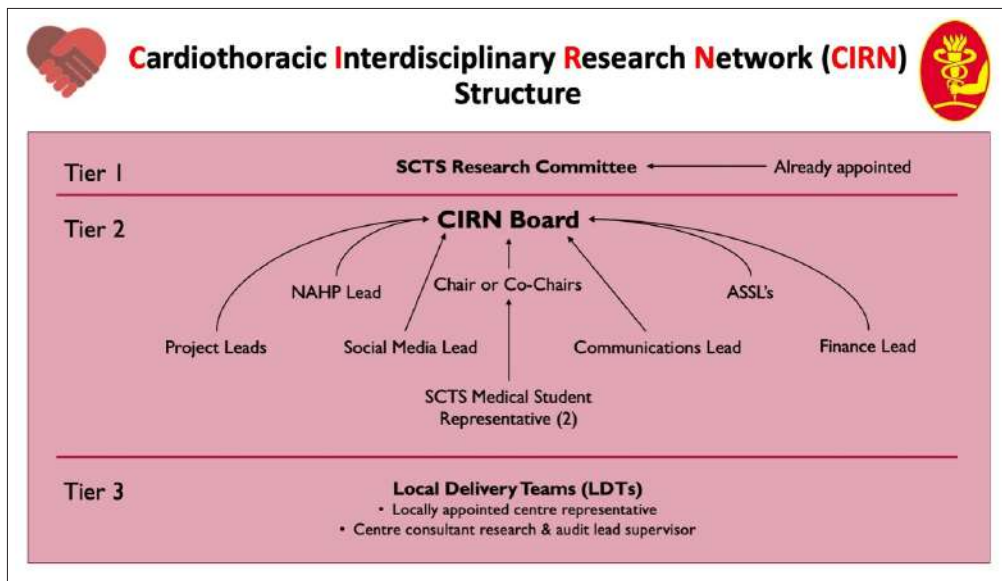 Cardiothoracic Interdisciplinary Research Network (CIRN)
Structure
Tier 1
SCTS Research Committee
Already appointed
Tier 2
CIRN Board
NAHP Lead
Chair or Co-Chairs
ASSL's
Project Leads
Social Media Lead
Communications Lead
Finance Lead
SCTS Medical Student
Representative (2)
Tier 3
Local Delivery Teams (LDTs)
• Locally appointed centre representative
• Centre consultant research & audit lead supervisor